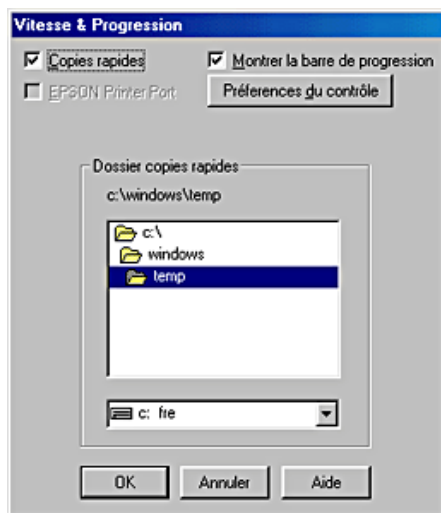 Vitesse & Progression
Copies rapides
Montrer la barre de progression
EPSON Printer Port
Préferences du contrôle
Dossier copies rapides
c:\windows\temp
c:\
windows
temp
c: fre
OK
Annuler
Aide